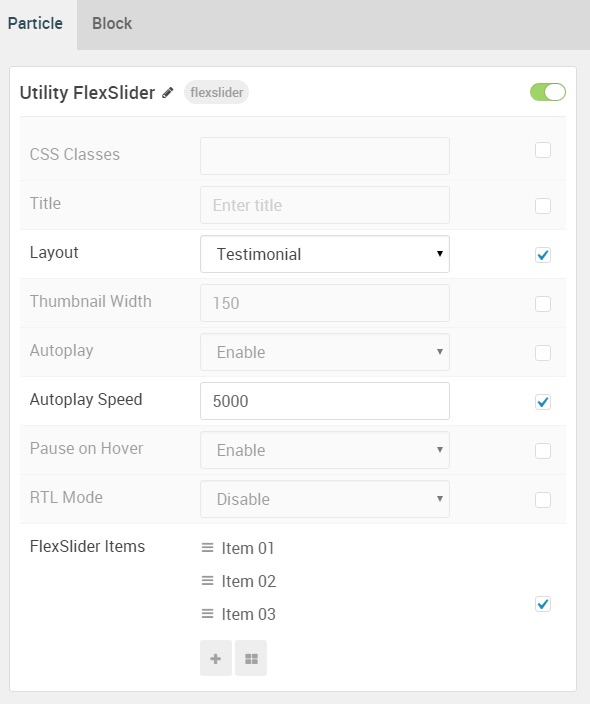 Particle Block
Utility FlexSlider flexslider
CSS Classes
Title Enter title
Layout Testimonial
Thumbnail Width 150
Autoplay Enable
Autoplay Speed 5000
Pause on Hover Enable
RTL Mode Disable
FlexSlider Items Item 01
Item 02
Item 03